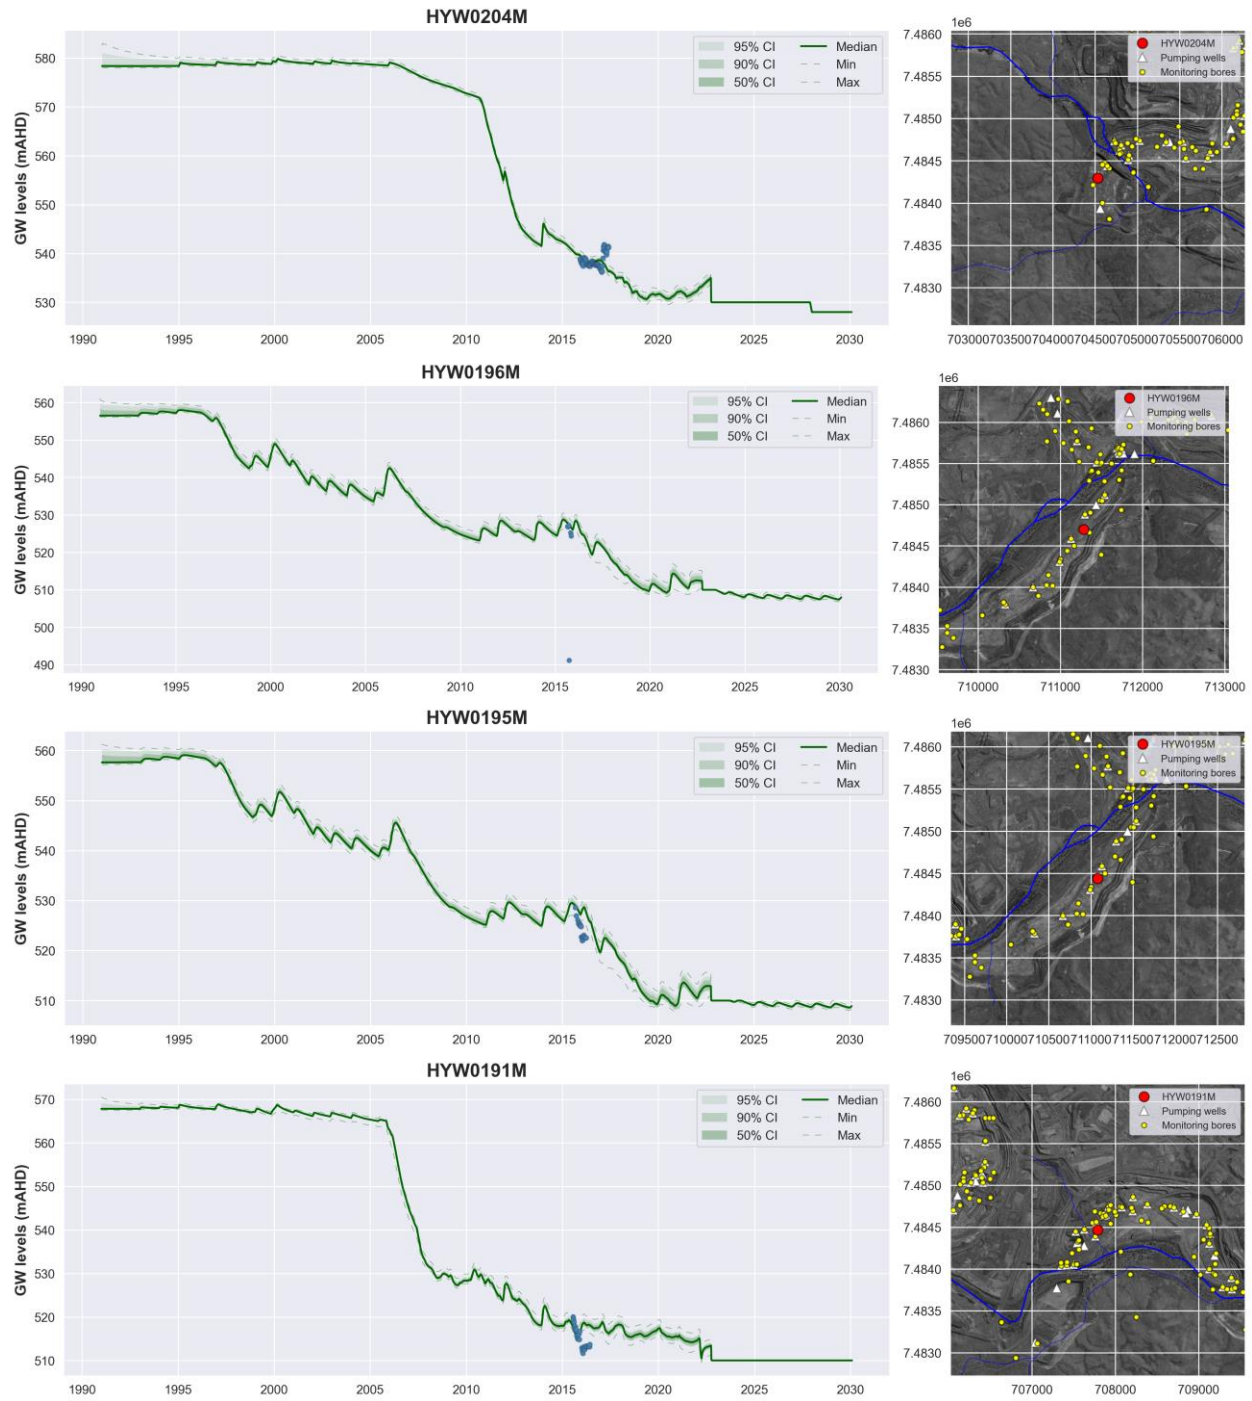 HYW0204M
GW levels (mAHD)
580
570
560
550
540
530
1990 1995 2000 2005 2010 2015 2020 2025 2030
95% CI
90% CI
50% CI
Median
Min
Max
1e6
7.4860
7.4855
7.4850
7.4845
7.4840
7.4835
7.4830
703000703500704000704500705000705500706000
HYW0204M
Pumping wells
Monitoring bores
HYW0196M
GW levels (mAHD)
560
550
540
530
520
510
500
490
1990 1995 2000 2005 2010 2015 2020 2025 2030
95% CI
90% CI
50% CI
Median
Min
Max
1e6
7.4860
7.4855
7.4850
7.4845
7.4840
7.4835
7.4830
710000 711000 712000 713000
HYW0196M
Pumping wells
Monitoring bores
HYW0195M
GW levels (mAHD)
560
550
540
530
520
510
1990 1995 2000 2005 2010 2015 2020 2025 2030
95% CI
90% CI
50% CI
Median
Min
Max
1e6
7.4860
7.4855
7.4850
7.4845
7.4840
7.4835
7.4830
709500710000710500711000711500712000712500
HYW0195M
Pumping wells
Monitoring bores
HYW0191M
GW levels (mAHD)
570
560
550
540
530
520
510
1990 1995 2000 2005 2010 2015 2020 2025 2030
95% CI
90% CI
50% CI
Median
Min
Max
1e6
7.4860
7.4855
7.4850
7.4845
7.4840
7.4835
7.4830
707000 708000 709000
HYW0191M
Pumping wells
Monitoring bores